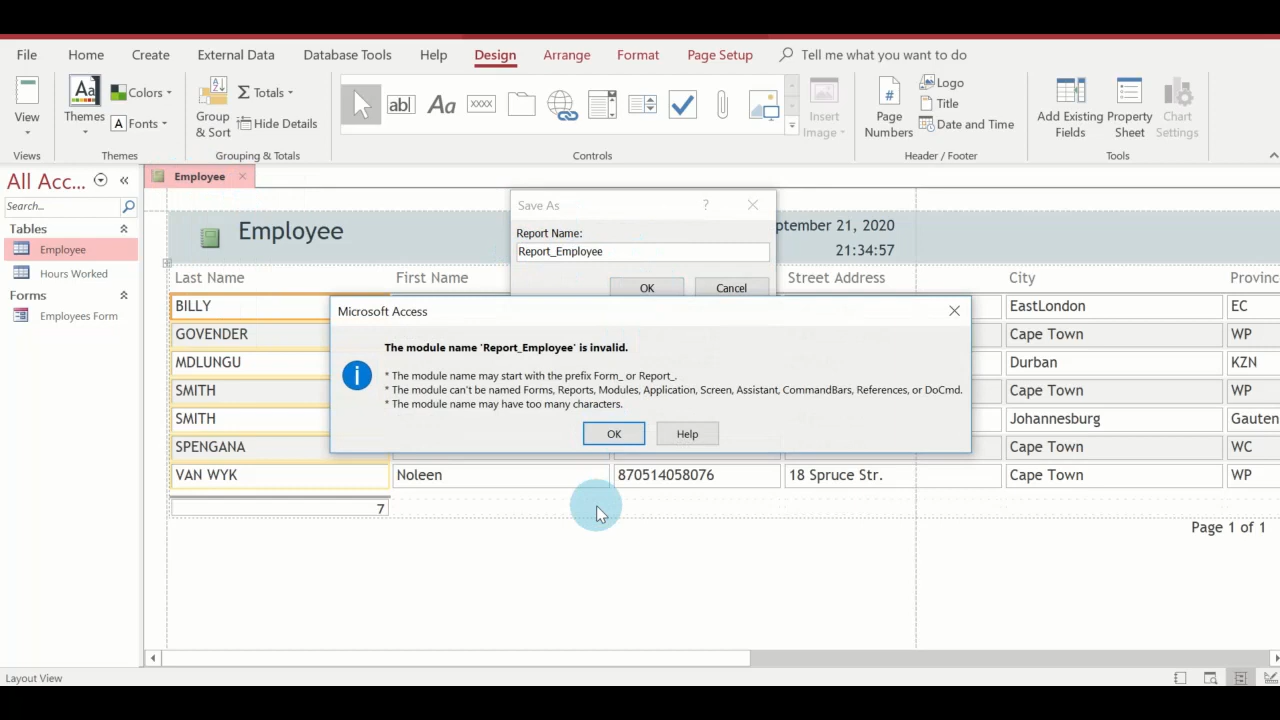 File Home Create External Data Database Tools Help Design Arrange Format Page Setup Tell me what you want to do
View
Views
Aa
Themes
Colors
A Fonts
Themes
Group & Sort
Σ Totals
Hide Details
Grouping & Totals
ab| Aa xxxx
Controls
Insert Image
# Page Numbers
Logo
Title
Date and Time
Header / Footer
Add Existing Fields
Property Sheet
Chart Settings
Tools
All Acc...
Search...
Tables
Employee
Hours Worked
Forms
Employees Form
Employee
Employee
ptember 21, 2020
21:34:57
Last Name First Name Street Address City Provinc
BILLY EastLondon EC
GOVENDER Cape Town WP
MDLUNGU Durban KZN
SMITH Cape Town WP
SMITH Johannesburg Gauten
SPENGANA Cape Town WC
VAN WYK Noleen 870514058076 18 Spruce Str. Cape Town WP
7
Page 1 of 1
Save As ?
Report Name:
Report_Employee
OK Cancel
Microsoft Access
The module name 'Report_Employee' is invalid.
* The module name may start with the prefix Form_ or Report_.
* The module can't be named Forms, Reports, Modules, Application, Screen, Assistant, CommandBars, References, or DoCmd.
* The module name may have too many characters.
OK Help
Layout View